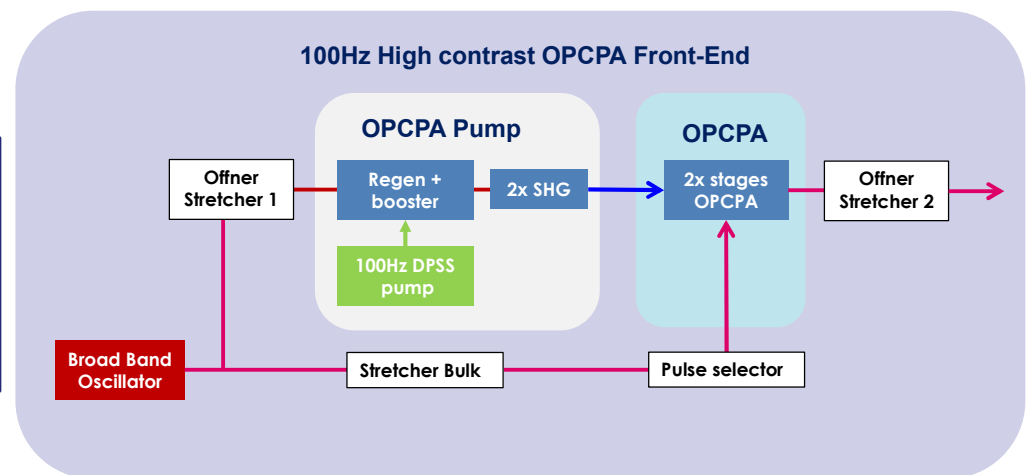 100Hz High contrast OPCPA Front-End
OPCPA Pump
OPCPA
Offner
Stretcher 1
Regen +
booster
2x SHG
2x stages
OPCPA
Offner
Stretcher 2
100Hz DPSS
pump
Broad Band
Oscillator
Stretcher Bulk
Pulse selector